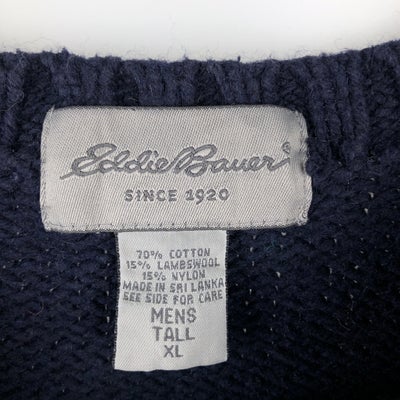 Eddie Bauer
SINCE 1920
70% COTTON
15% LAMBSWOOL
15% NYLON
MADE IN SRI LANKA
SEE SIDE FOR CARE
MENS
TALL
XL